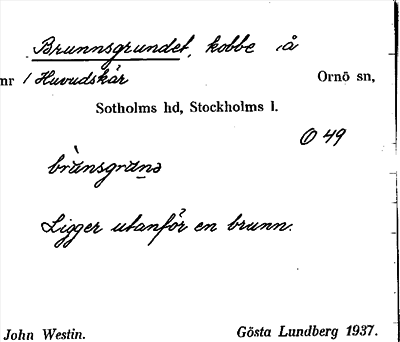 Brunnsgrundet, kobbe å
nr 1 Huvudskär Ornö sn,
Sotholms hd, Stockholms l.
O 49
brànsgrạnə
Ligger utanför en brunn.
John Westin. Gösta Lundberg 1937.